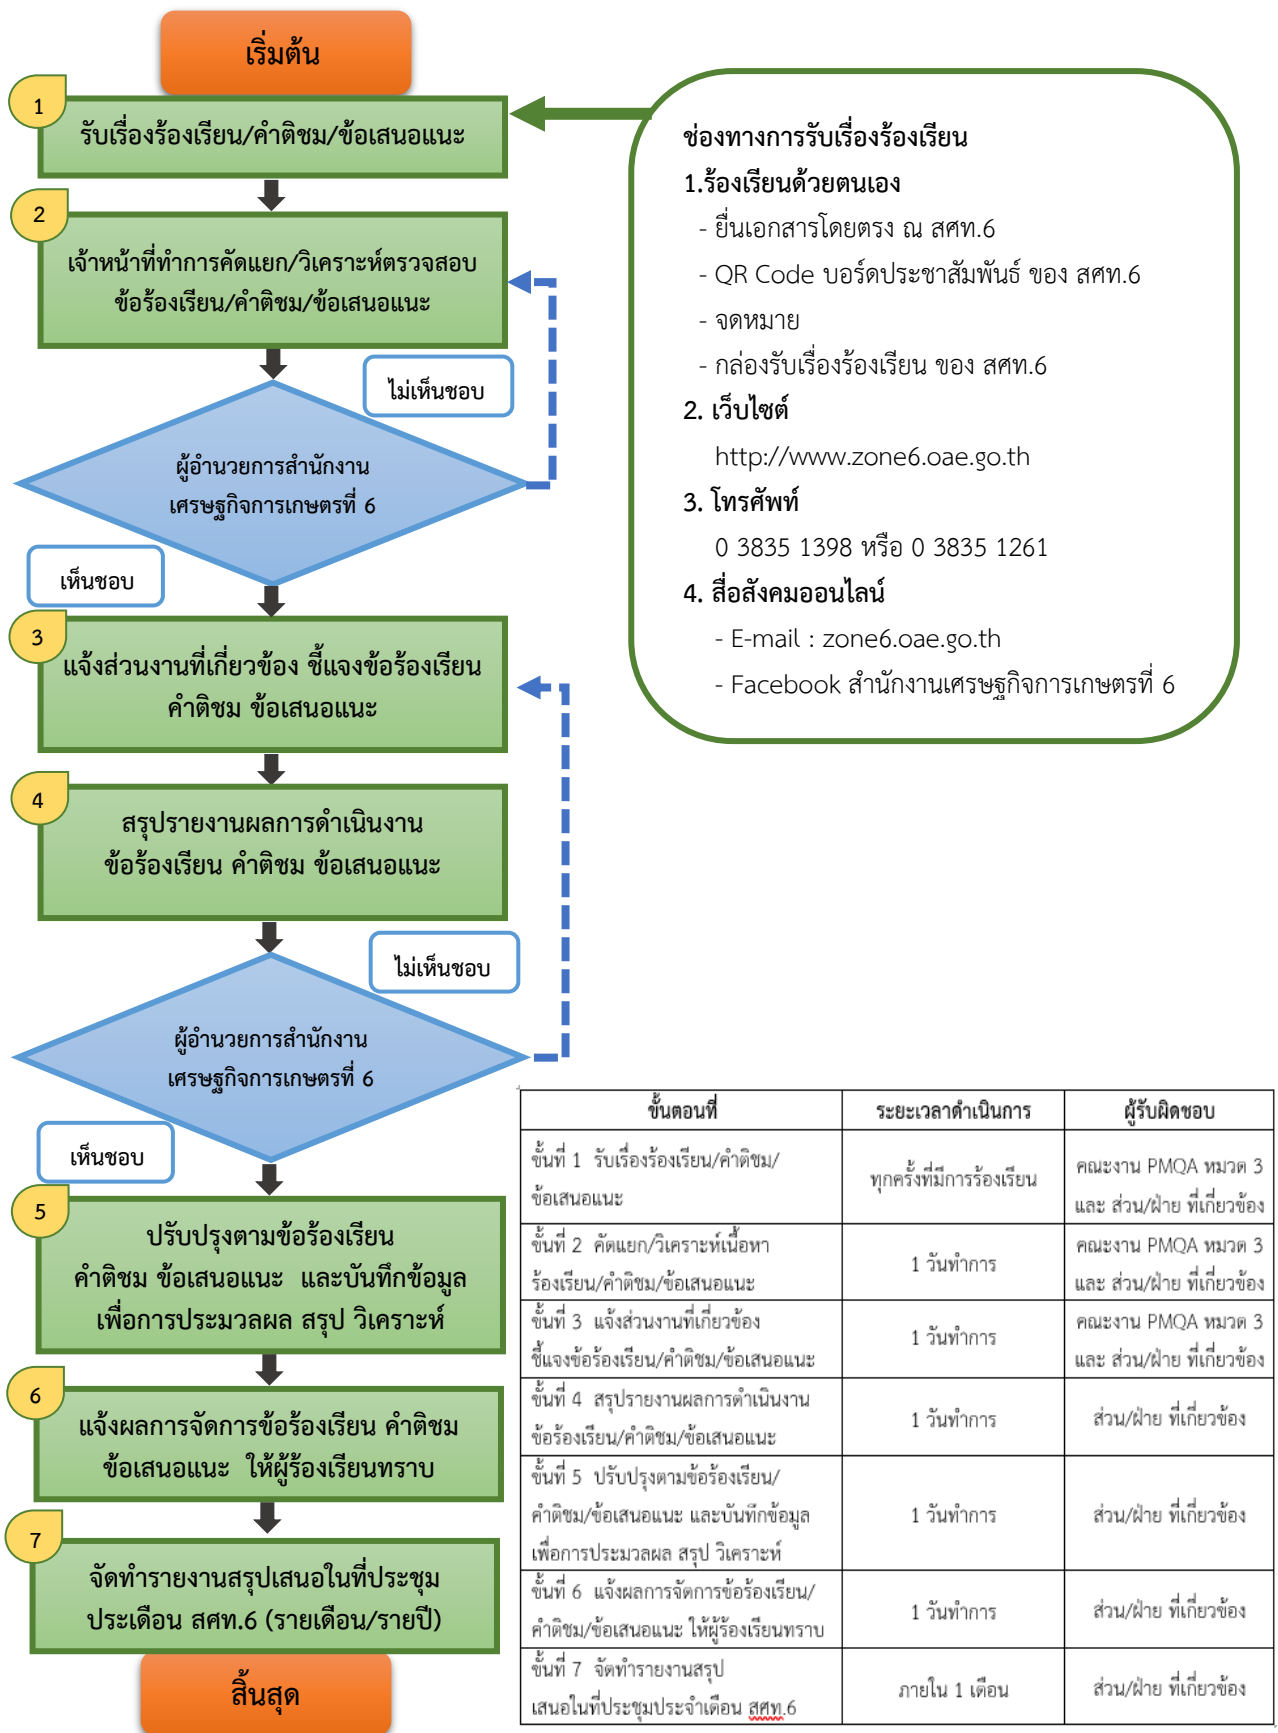 เริ่มต้น
1
รับเรื่องร้องเรียน/คำติชม/ข้อเสนอแนะ
2
เจ้าหน้าที่ทำการคัดแยก/วิเคราะห์ตรวจสอบ
ข้อร้องเรียน/คำติชม/ข้อเสนอแนะ
ไม่เห็นชอบ
ผู้อำนวยการสำนักงาน
เศรษฐกิจการเกษตรที่ 6
เห็นชอบ
3
แจ้งส่วนงานที่เกี่ยวข้อง ชี้แจงข้อร้องเรียน
คำติชม ข้อเสนอแนะ
4
สรุปรายงานผลการดำเนินงาน
ข้อร้องเรียน คำติชม ข้อเสนอแนะ
ไม่เห็นชอบ
ผู้อำนวยการสำนักงาน
เศรษฐกิจการเกษตรที่ 6
เห็นชอบ
5
ปรับปรุงตามข้อร้องเรียน
คำติชม ข้อเสนอแนะ และบันทึกข้อมูล
เพื่อการประมวลผล สรุป วิเคราะห์
6
แจ้งผลการจัดการข้อร้องเรียน คำติชม
ข้อเสนอแนะ ให้ผู้ร้องเรียนทราบ
7
จัดทำรายงานสรุปเสนอในที่ประชุม
ประเดือน สศท.6 (รายเดือน/รายปี)
สิ้นสุด
ช่องทางการรับเรื่องร้องเรียน
1.ร้องเรียนด้วยตนเอง
- ยื่นเอกสารโดยตรง ณ สศท.6
- QR Code บอร์ดประชาสัมพันธ์ ของ สศท.6
- จดหมาย
- กล่องรับเรื่องร้องเรียน ของ สศท.6
2. เว็บไซต์
http://www.zone6.oae.go.th
3. โทรศัพท์
0 3835 1398 หรือ 0 3835 1261
4. สื่อสังคมออนไลน์
- E-mail : zone6.oae.go.th
- Facebook สำนักงานเศรษฐกิจการเกษตรที่ 6
ขั้นตอนที่ ระยะเวลาดำเนินการ ผู้รับผิดชอบ
ขั้นที่ 1 รับเรื่องร้องเรียน/คำติชม/
ข้อเสนอแนะ
ทุกครั้งที่มีการร้องเรียน
คณะงาน PMQA หมวด 3
และ ส่วน/ฝ่าย ที่เกี่ยวข้อง
ขั้นที่ 2 คัดแยก/วิเคราะห์เนื้อหา
ร้องเรียน/คำติชม/ข้อเสนอแนะ
1 วันทำการ
คณะงาน PMQA หมวด 3
และ ส่วน/ฝ่าย ที่เกี่ยวข้อง
ขั้นที่ 3 แจ้งส่วนงานที่เกี่ยวข้อง
ชี้แจงข้อร้องเรียน/คำติชม/ข้อเสนอแนะ
1 วันทำการ
คณะงาน PMQA หมวด 3
และ ส่วน/ฝ่าย ที่เกี่ยวข้อง
ขั้นที่ 4 สรุปรายงานผลการดำเนินงาน
ข้อร้องเรียน/คำติชม/ข้อเสนอแนะ
1 วันทำการ
ส่วน/ฝ่าย ที่เกี่ยวข้อง
ขั้นที่ 5 ปรับปรุงตามข้อร้องเรียน/
คำติชม/ข้อเสนอแนะ และบันทึกข้อมูล
เพื่อการประมวลผล สรุป วิเคราะห์
1 วันทำการ
ส่วน/ฝ่าย ที่เกี่ยวข้อง
ขั้นที่ 6 แจ้งผลการจัดการข้อร้องเรียน/
คำติชม/ข้อเสนอแนะ ให้ผู้ร้องเรียนทราบ
1 วันทำการ
ส่วน/ฝ่าย ที่เกี่ยวข้อง
ขั้นที่ 7 จัดทำรายงานสรุป
เสนอในที่ประชุมประจำเดือน สศท.6
ภายใน 1 เดือน
ส่วน/ฝ่าย ที่เกี่ยวข้อง